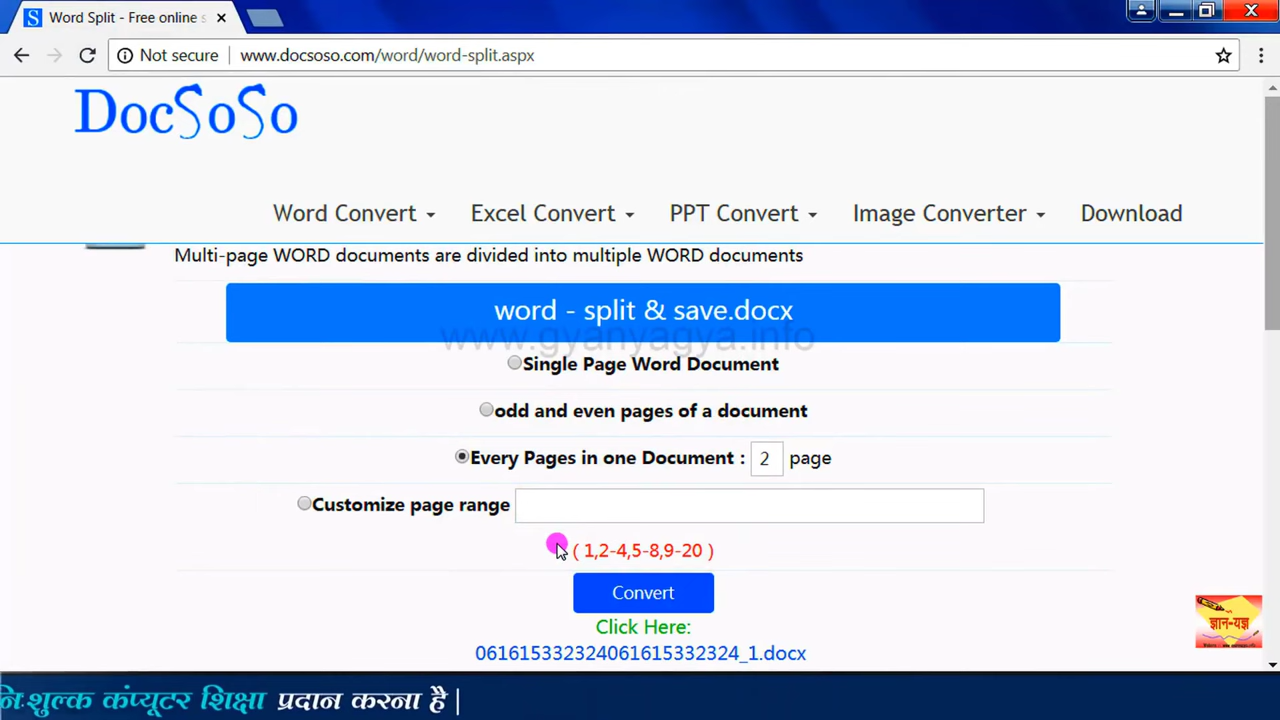 Word Split - Free online s
Not secure
www.docsoso.com/word/word-split.aspx
DocSoSo
Word Convert
Excel Convert
PPT Convert
Image Converter
Download
Multi-page WORD documents are divided into multiple WORD documents
word - split & save.docx
www.gyanyagya.info
Single Page Word Document
odd and even pages of a document
Every Pages in one Document : 2 page
Customize page range
( 1,2-4,5-8,9-20 )
Convert
ज्ञान-यज्ञ
Click Here:
061615332324061615332324_1.docx
निःशुल्क कंप्यूटर शिक्षा प्रदान करना है |